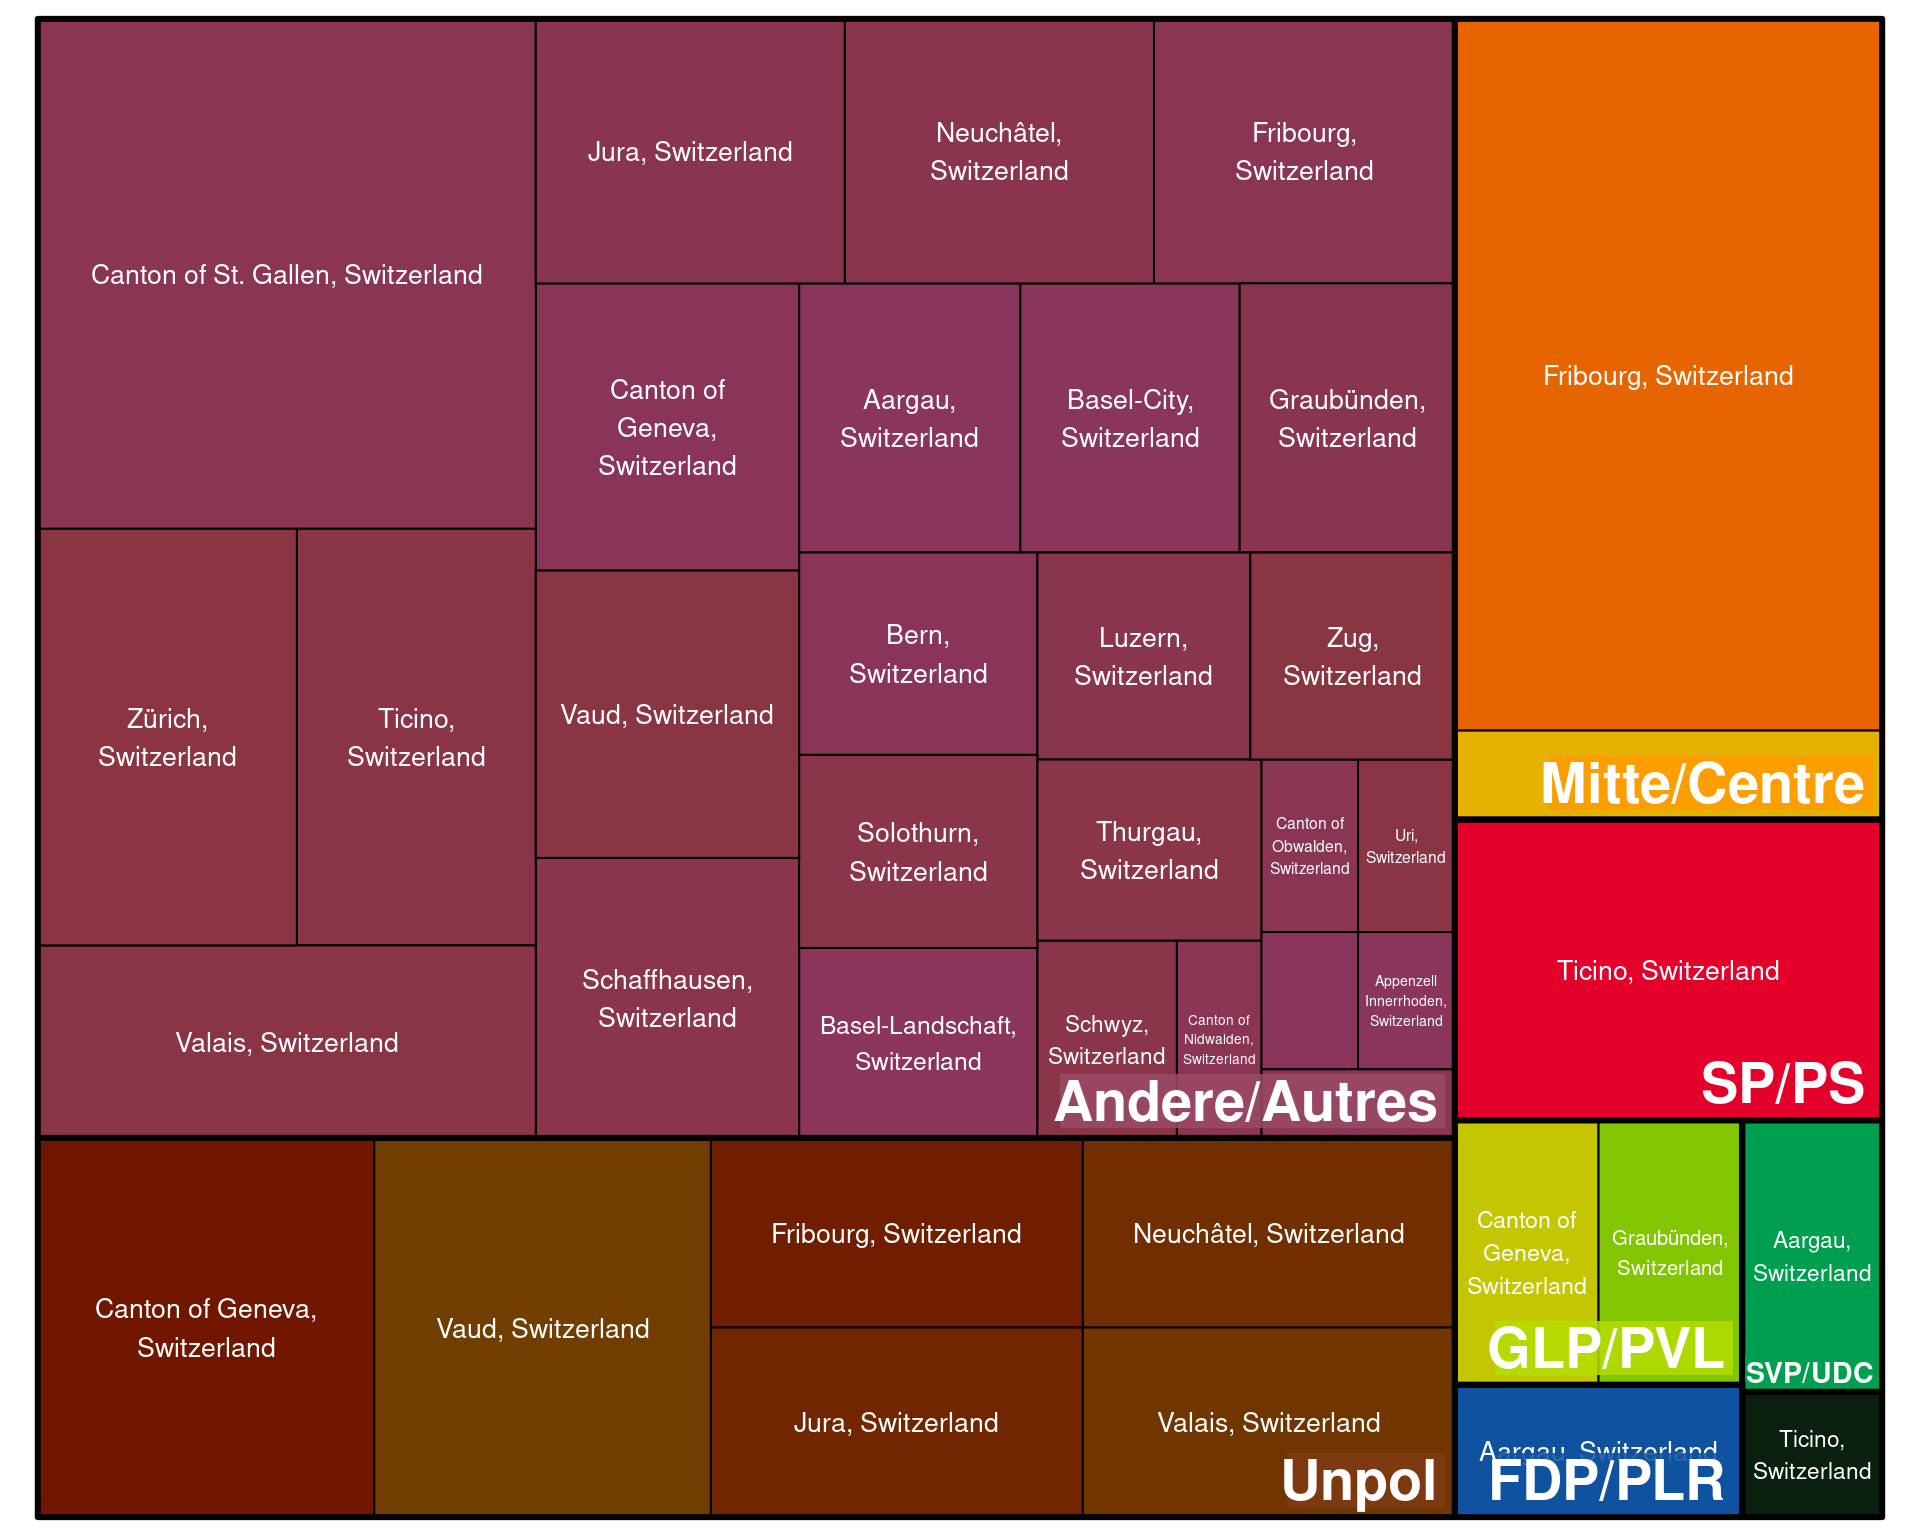 Canton of St. Gallen, Switzerland
Jura, Switzerland
Neuchâtel,
Switzerland
Fribourg,
Switzerland
Canton of
Geneva,
Switzerland
Aargau,
Switzerland
Basel-City,
Switzerland
Graubünden,
Switzerland
Zürich,
Switzerland
Ticino,
Switzerland
Vaud, Switzerland
Bern,
Switzerland
Luzern,
Switzerland
Zug,
Switzerland
Solothurn,
Switzerland
Thurgau,
Switzerland
Canton of
Obwalden,
Switzerland
Uri,
Switzerland
Valais, Switzerland
Schaffhausen,
Switzerland
Basel-Landschaft,
Switzerland
Schwyz,
Switzerland
Canton of
Nidwalden,
Switzerland
Appenzell
Innerrhoden,
Switzerland
Andere/Autres
Canton of Geneva,
Switzerland
Vaud, Switzerland
Fribourg, Switzerland
Neuchâtel, Switzerland
Jura, Switzerland
Valais, Switzerland
Unpol
Fribourg, Switzerland
Mitte/Centre
Ticino, Switzerland
SP/PS
Canton of
Geneva,
Switzerland
Graubünden,
Switzerland
GLP/PVL
Aargau,
Switzerland
SVP/UDC
Aargau, Switzerland
FDP/PLR
Ticino,
Switzerland